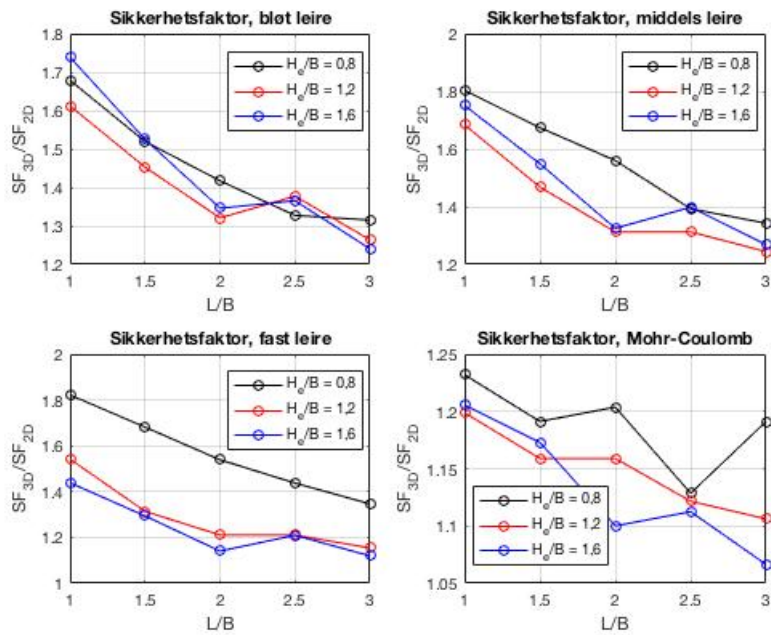 Sikkerhetsfaktor, bløt leire
1.8
1.7
1.6
1.5
1.4
1.3
1.2
SF3D/SF2D
He/B = 0,8
He/B = 1,2
He/B = 1,6
1 1.5 2 2.5 3
L/B
Sikkerhetsfaktor, middels leire
2
1.8
1.6
1.4
1.2
SF3D/SF2D
He/B = 0,8
He/B = 1,2
He/B = 1,6
1 1.5 2 2.5 3
L/B
Sikkerhetsfaktor, fast leire
2
1.8
1.6
1.4
1.2
1
SF3D/SF2D
He/B = 0,8
He/B = 1,2
He/B = 1,6
1 1.5 2 2.5 3
L/B
Sikkerhetsfaktor, Mohr-Coulomb
1.25
1.2
1.15
1.1
1.05
SF3D/SF2D
He/B = 0,8
He/B = 1,2
He/B = 1,6
1 1.5 2 2.5 3
L/B